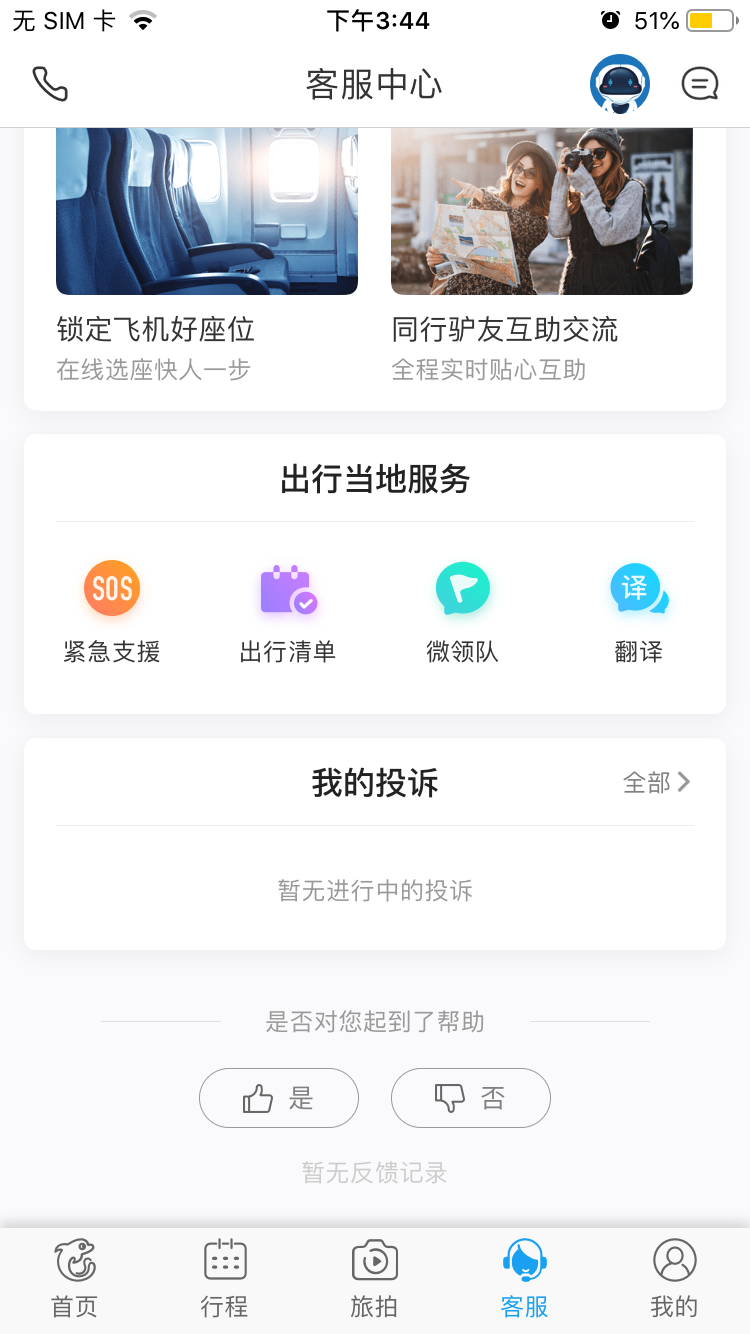 无 SIM 卡 下午3:44 51%
客服中心
锁定飞机好座位 同行驴友互助交流
在线选座快人一步 全程实时贴心互助
出行当地服务
SOS 译
紧急支援 出行清单 微领队 翻译
我的投诉 全部
暂无进行中的投诉
是否对您起到了帮助
是 否
暂无反馈记录
首页 行程 旅拍 客服 我的